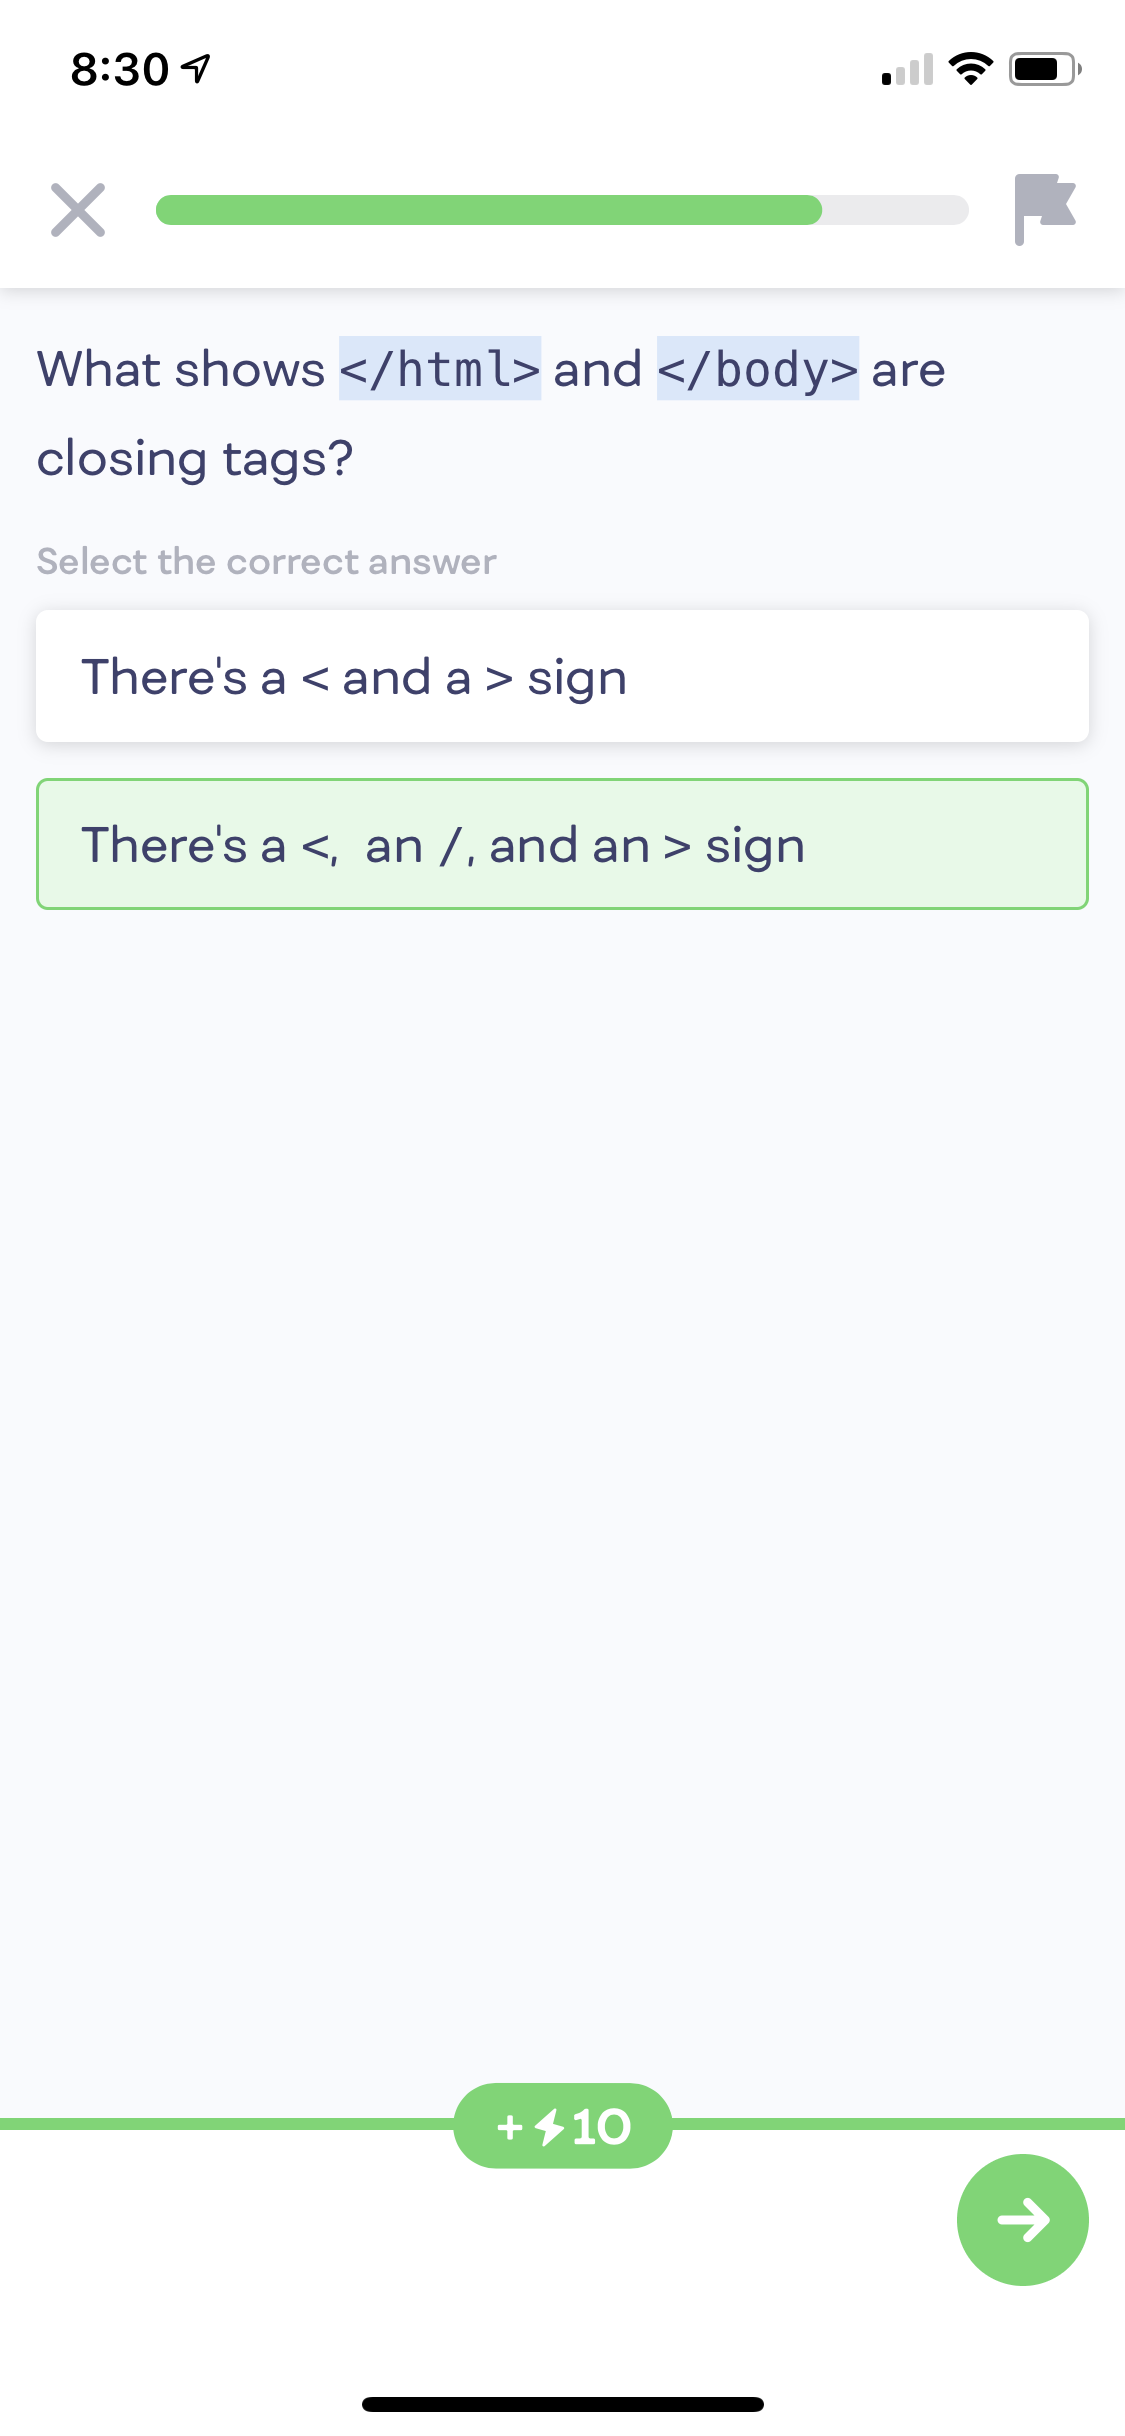 8:30
What shows </html> and </body> are
closing tags?
Select the correct answer
There's a < and a > sign
There's a <,  an /, and an > sign
+ 10